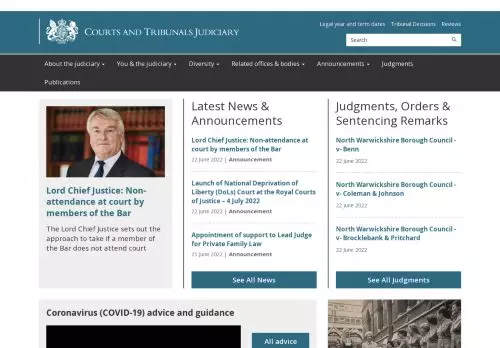 Legal year and term dates Tribunal Decisions Reviews
COURTS AND TRIBUNALS JUDICIARY
Search
About the judiciary You & the judiciary Diversity Related offices & bodies Announcements Judgments
Publications
Lord Chief Justice: Non-
attendance at court by
members of the Bar
The Lord Chief Justice sets out the
approach to take if a member of
the Bar does not attend court
Latest News &
Announcements
Lord Chief Justice: Non-attendance at
court by members of the Bar
22 June 2022 | Announcement
Launch of National Deprivation of
Liberty (DoLs) Court at the Royal Courts
of Justice – 4 July 2022
22 June 2022 | Announcement
Appointment of support to Lead Judge
for Private Family Law
21 June 2022 | Announcement
See All News
Judgments, Orders &
Sentencing Remarks
North Warwickshire Borough Council -
v- Benn
22 June 2022
North Warwickshire Borough Council -
v- Coleman & Johnson
22 June 2022
North Warwickshire Borough Council -
v- Brocklebank & Pritchard
22 June 2022
See All Judgments
Coronavirus (COVID-19) advice and guidance
All advice